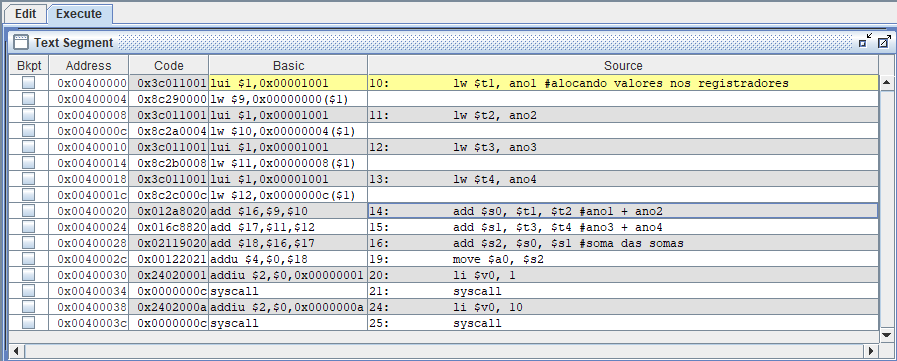 Edit Execute
Text Segment
Bkpt Address Code Basic Source
0x00400000 0x3c011001 lui $1,0x00001001 10: lw $t1, ano1 #alocando valores nos registradores
0x00400004 0x8c290000 lw $9,0x00000000($1)
0x00400008 0x3c011001 lui $1,0x00001001 11: lw $t2, ano2
0x0040000c 0x8c2a0004 lw $10,0x00000004($1)
0x00400010 0x3c011001 lui $1,0x00001001 12: lw $t3, ano3
0x00400014 0x8c2b0008 lw $11,0x00000008($1)
0x00400018 0x3c011001 lui $1,0x00001001 13: lw $t4, ano4
0x0040001c 0x8c2c000c lw $12,0x0000000c($1)
0x00400020 0x012a8020 add $16,$9,$10 14: add $s0, $t1, $t2 #ano1 + ano2
0x00400024 0x016c8820 add $17,$11,$12 15: add $s1, $t3, $t4 #ano3 + ano4
0x00400028 0x02119020 add $18,$16,$17 16: add $s2, $s0, $s1 #soma das somas
0x0040002c 0x00122021 addu $4,$0,$18 19: move $a0, $s2
0x00400030 0x24020001 addiu $2,$0,0x00000001 20: li $v0, 1
0x00400034 0x0000000c syscall 21: syscall
0x00400038 0x2402000a addiu $2,$0,0x0000000a 24: li $v0, 10
0x0040003c 0x0000000c syscall 25: syscall